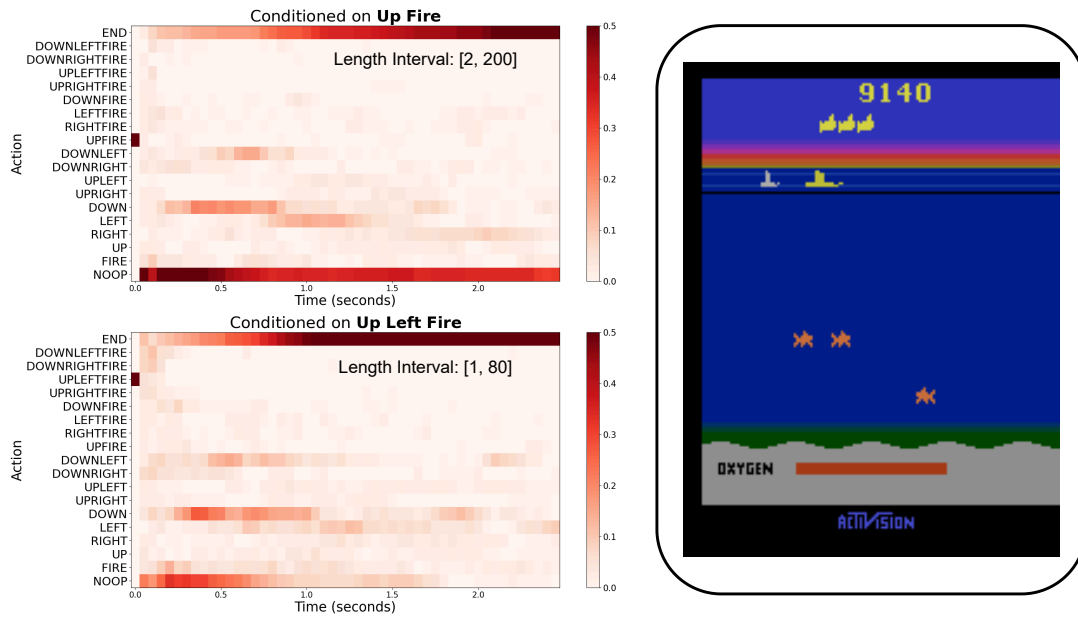 Conditioned on Up Fire
Length Interval: [2, 200]
Action
END
DOWNLEFTFIRE
DOWNRIGHTFIRE
UPLEFTFIRE
UPRIGHTFIRE
DOWNFIRE
LEFTFIRE
RIGHTFIRE
UPFIRE
DOWNLEFT
DOWNRIGHT
UPLEFT
UPRIGHT
DOWN
LEFT
RIGHT
UP
FIRE
NOOP
0.0 0.5 1.0 1.5 2.0
Time (seconds)
0.5
0.4
0.3
0.2
0.1
0.0
Conditioned on Up Left Fire
Length Interval: [1, 80]
Action
END
DOWNLEFTFIRE
DOWNRIGHTFIRE
UPLEFTFIRE
UPRIGHTFIRE
DOWNFIRE
LEFTFIRE
RIGHTFIRE
UPFIRE
DOWNLEFT
DOWNRIGHT
UPLEFT
UPRIGHT
DOWN
LEFT
RIGHT
UP
FIRE
NOOP
0.0 0.5 1.0 1.5 2.0
Time (seconds)
0.5
0.4
0.3
0.2
0.1
0.0
9140
OXYGEN
ACTIVISION